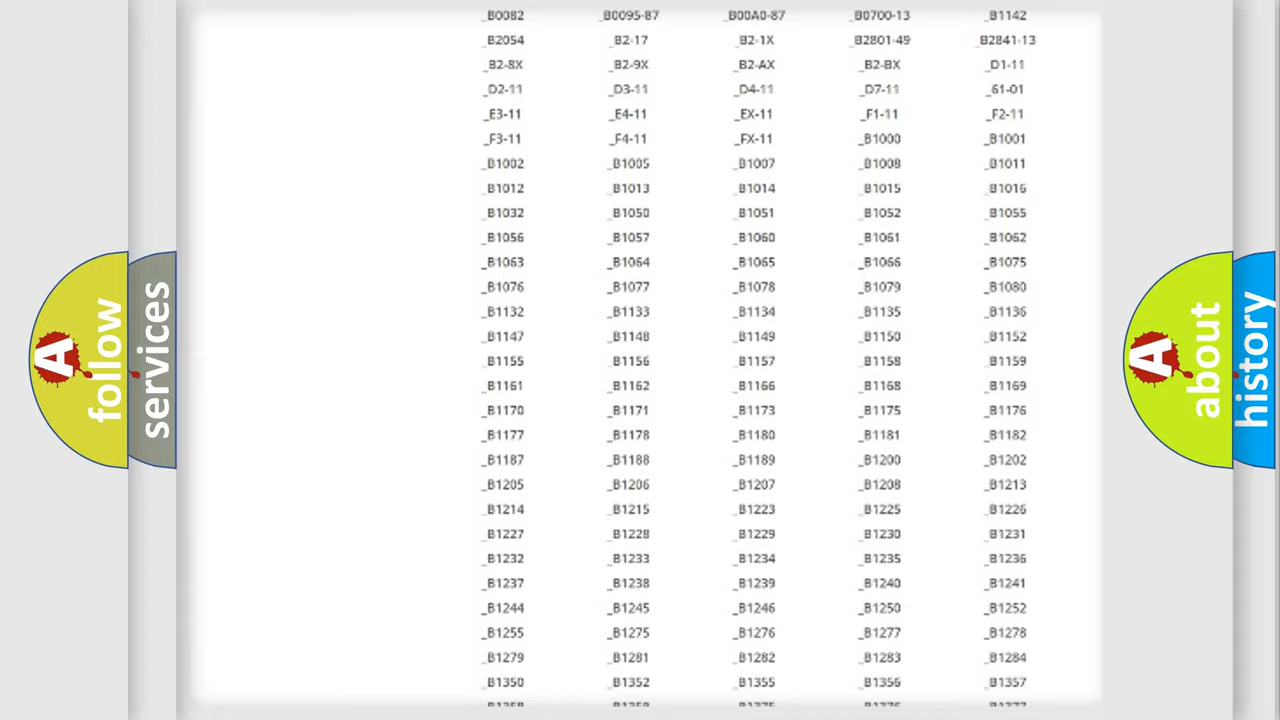 _B0082 _B0095-87 _B00A0-87 _B0700-13 _B1142
_B2054 _B2-17 _B2-1X _B2801-49 _B2841-13
_B2-8X _B2-9X _B2-AX _B2-BX _D1-11
_D2-11 _D3-11 _D4-11 _D7-11 _61-01
_E3-11 _E4-11 _EX-11 _F1-11 _F2-11
_F3-11 _F4-11 _FX-11 _B1000 _B1001
_B1002 _B1005 _B1007 _B1008 _B1011
_B1012 _B1013 _B1014 _B1015 _B1016
_B1032 _B1050 _B1051 _B1052 _B1055
_B1056 _B1057 _B1060 _B1061 _B1062
_B1063 _B1064 _B1065 _B1066 _B1075
_B1076 _B1077 _B1078 _B1079 _B1080
_B1132 _B1133 _B1134 _B1135 _B1136
_B1147 _B1148 _B1149 _B1150 _B1152
_B1155 _B1156 _B1157 _B1158 _B1159
_B1161 _B1162 _B1166 _B1168 _B1169
_B1170 _B1171 _B1173 _B1175 _B1176
_B1177 _B1178 _B1180 _B1181 _B1182
_B1187 _B1188 _B1189 _B1200 _B1202
_B1205 _B1206 _B1207 _B1208 _B1213
_B1214 _B1215 _B1223 _B1225 _B1226
_B1227 _B1228 _B1229 _B1230 _B1231
_B1232 _B1233 _B1234 _B1235 _B1236
_B1237 _B1238 _B1239 _B1240 _B1241
_B1244 _B1245 _B1246 _B1250 _B1252
_B1255 _B1275 _B1276 _B1277 _B1278
_B1279 _B1281 _B1282 _B1283 _B1284
_B1350 _B1352 _B1355 _B1356 _B1357
A follow
services
A about
history